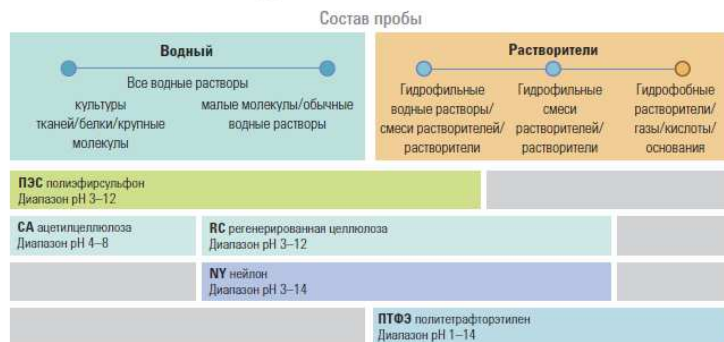 Состав пробы
Водный
Все водные растворы
культуры
тканей/белки/крупные
молекулы
малые молекулы/обычные
водные растворы
Растворители
Гидрофильные
водные растворы/
смеси растворителей/
растворители
Гидрофильные
смеси
растворителей/
растворители
Гидрофобные
растворители/
газы/кислоты/
основания
ПЭС полиэфирсульфон
Диапазон pH 3–12
CA ацетилцеллюлоза
Диапазон pH 4–8
RC регенерированная целлюлоза
Диапазон pH 3–12
NY нейлон
Диапазон pH 3–14
ПТФЭ политетрафторэтилен
Диапазон pH 1–14